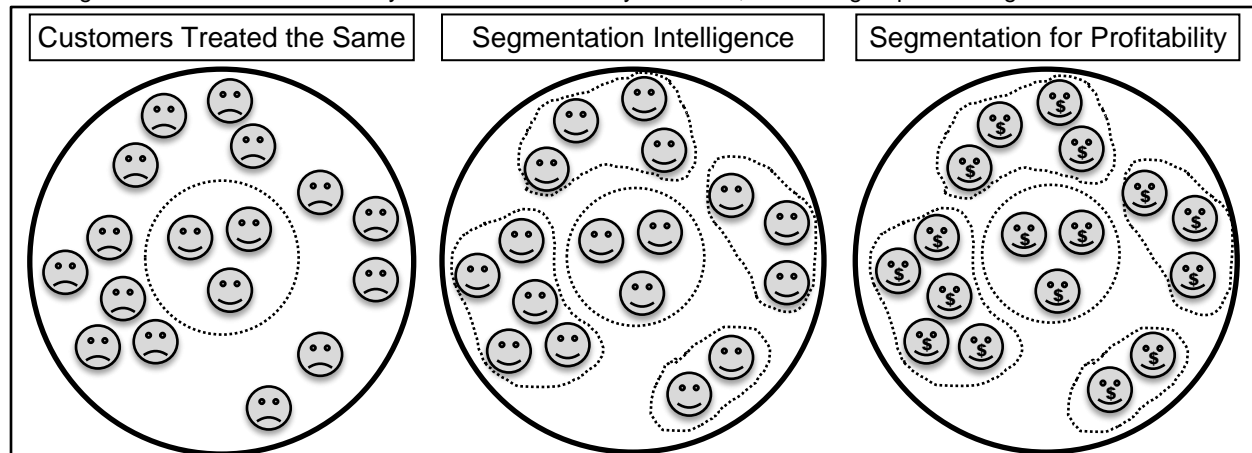 Customers Treated the Same
Segmentation Intelligence
Segmentation for Profitability
$ $ $ $
$ $ $
$ $ $
$ $ $ $ $
$ $